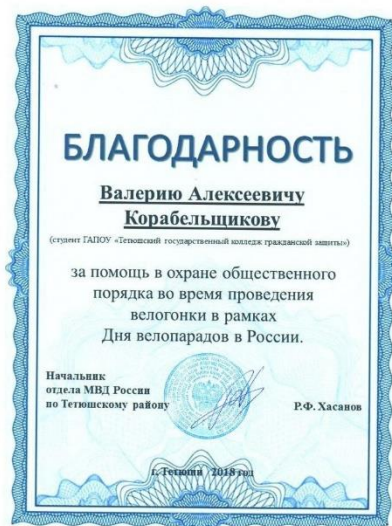 БЛАГОДАРНОСТЬ
Валерию Алексеевичу
Корабельщикову
(студент ГАПОУ «Тетюшский государственный колледж гражданской защиты»)
за помощь в охране общественного
порядка во время проведения
велогонки в рамках
Дня велопарадов в России.
Начальник
отдела МВД России
по Тетюшскому району
Р.Ф. Хасанов
г. Тетюши 2018 год